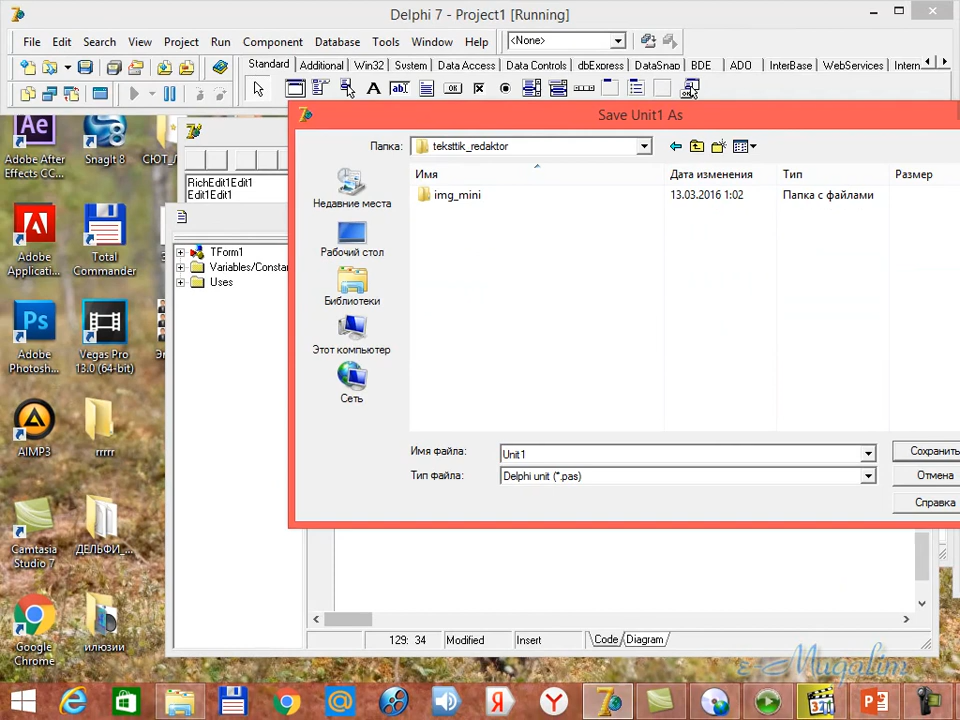 Delphi 7 - Project1 [Running]
File Edit Search View Project Run Component Database Tools Window Help <None>
Standard Additional Win32 System Data Access Data Controls dbExpress DataSnap BDE ADO InterBase WebServices Intern
Save Unit1 As
Папка: teksttik_redaktor
Имя Дата изменения Тип Размер
img_mini 13.03.2016 1:02 Папка с файлами
Недавние места
Рабочий стол
Библиотеки
Этот компьютер
Сеть
Имя файла: Unit1 Сохранить
Тип файла: Delphi unit (*.pas) Отмена
Справка
RichEdit1Edit1
Edit1Edit1
TForm1
Variables/Constan
Uses
Adobe After
Effects CC...
SnagIt 8
СЮТ_Л
Adobe
Applicati...
Total
Commander
Adobe
Photosh...
Vegas Pro
13.0 (64-bit)
AIMP3
rrrrr
Camtasia
Studio 7
ДЕЛЬФИ_...
Google
Chrome
илюзии
129: 34 Modified Insert Code Diagram
e-Mugalim